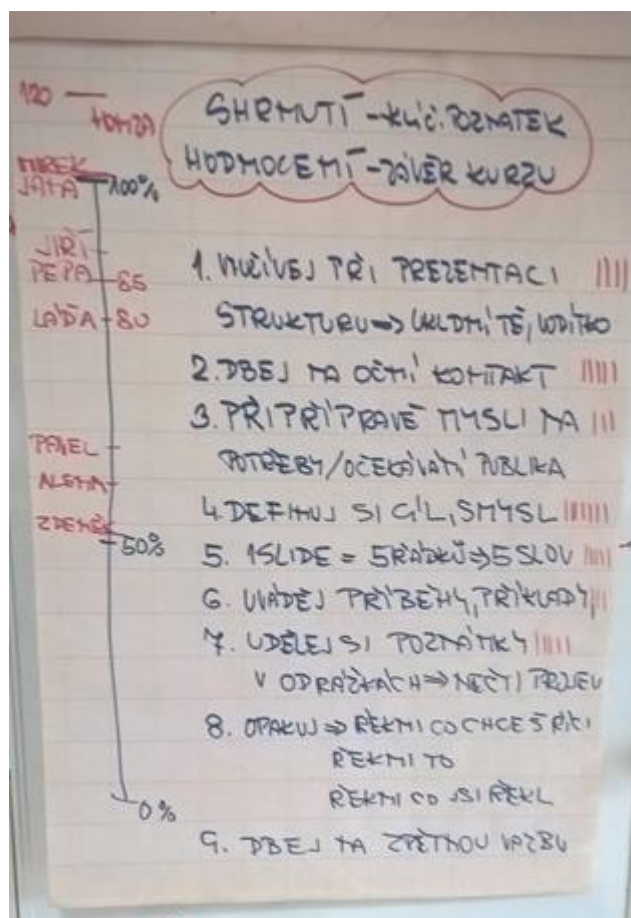 120
HONZA
SHRNUTÍ - KLÍČ. POZNATEK
HODNOCENÍ - ZÁVĚR KURZU
MIREK
JANA
100%
JIŘÍ
PEPA
85
LÁĎA
80
PAVEL
ALENA
ZDENĚK
50%
0%
1. VYUŽÍVEJ PŘI PREZENTACI
STRUKTURU => UKLIDNÍ TĚ, VODÍTKO
2. DBEJ NA OČNÍ KONTAKT
3. PŘI PŘÍPRAVĚ MYSLI NA
POTŘEBY/OČEKÁVÁNÍ PUBLIKA
4. DEFINUJ SI CÍL, SMYSL
5. 1 SLIDE = 5 ŘÁDKŮ => 5 SLOV
6. UVÁDĚJ PŘÍBĚHY, PŘÍKLADY,
7. UDĚLEJ SI POZNÁMKY
V ODRÁŽKÁCH => NEČTI PROJEV
8. OPAKUJ => ŘEKNI CO CHCEŠ ŘÍCI
ŘEKNI TO
ŘEKNI CO JSI ŘEKL
9. DBEJ NA ZPĚTNOU VAZBU